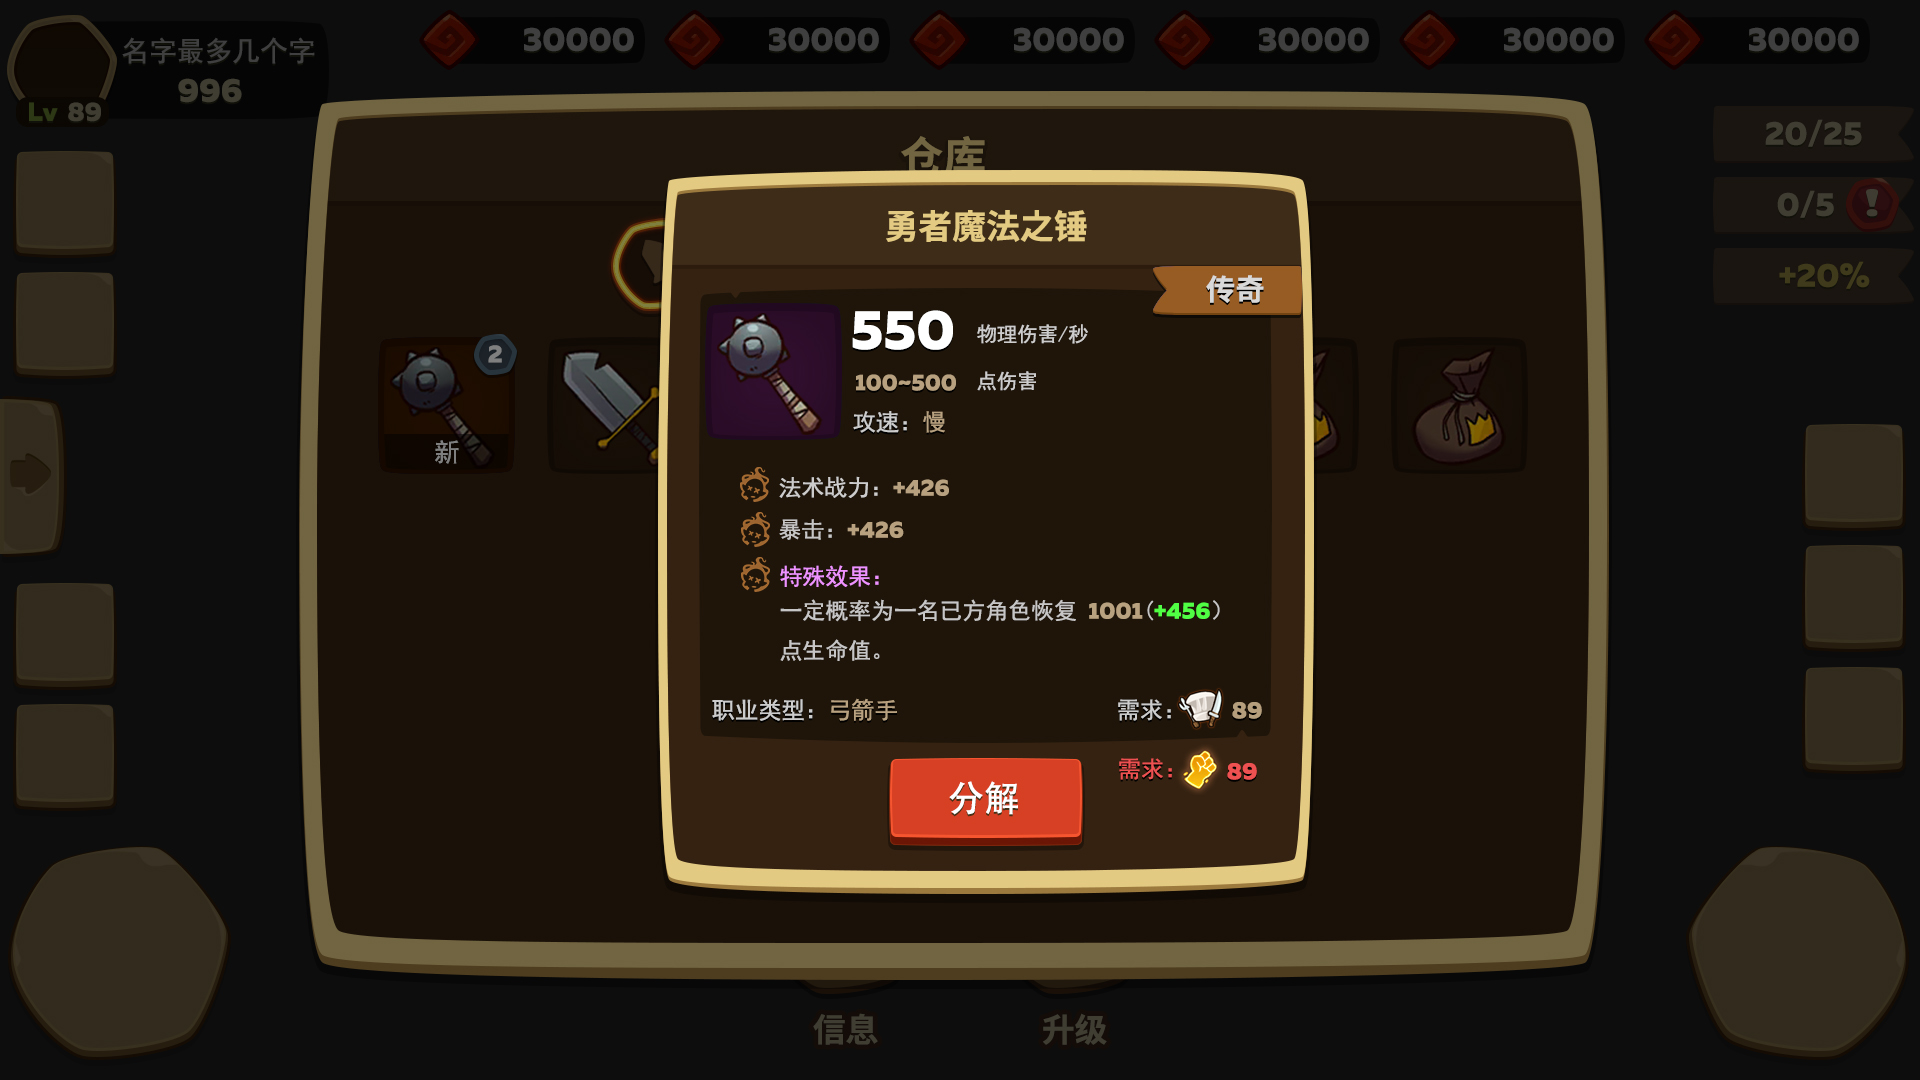 名字最多几个字
996
Lv 89
30000 30000 30000 30000 30000 30000
20/25
0/5
+20%
仓库
2
新
勇者魔法之锤
传奇
550 物理伤害/秒
100~500 点伤害
攻速：慢
法术战力：+426
暴击：+426
特殊效果：
一定概率为一名已方角色恢复 1001(+456)
点生命值。
职业类型：弓箭手 需求：89
需求：89
分解
信息 升级